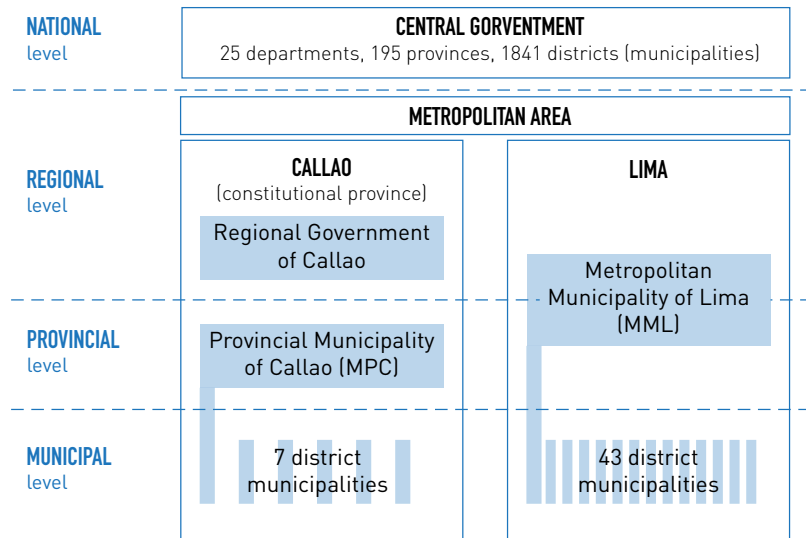 NATIONAL
level
CENTRAL GORVENTMENT
25 departments, 195 provinces, 1841 districts (municipalities)
METROPOLITAN AREA
REGIONAL
level
CALLAO
(constitutional province)
Regional Government
of Callao
LIMA
Metropolitan
Municipality of Lima
(MML)
PROVINCIAL
level
Provincial Municipality
of Callao (MPC)
MUNICIPAL
level
7 district
municipalities
43 district
municipalities